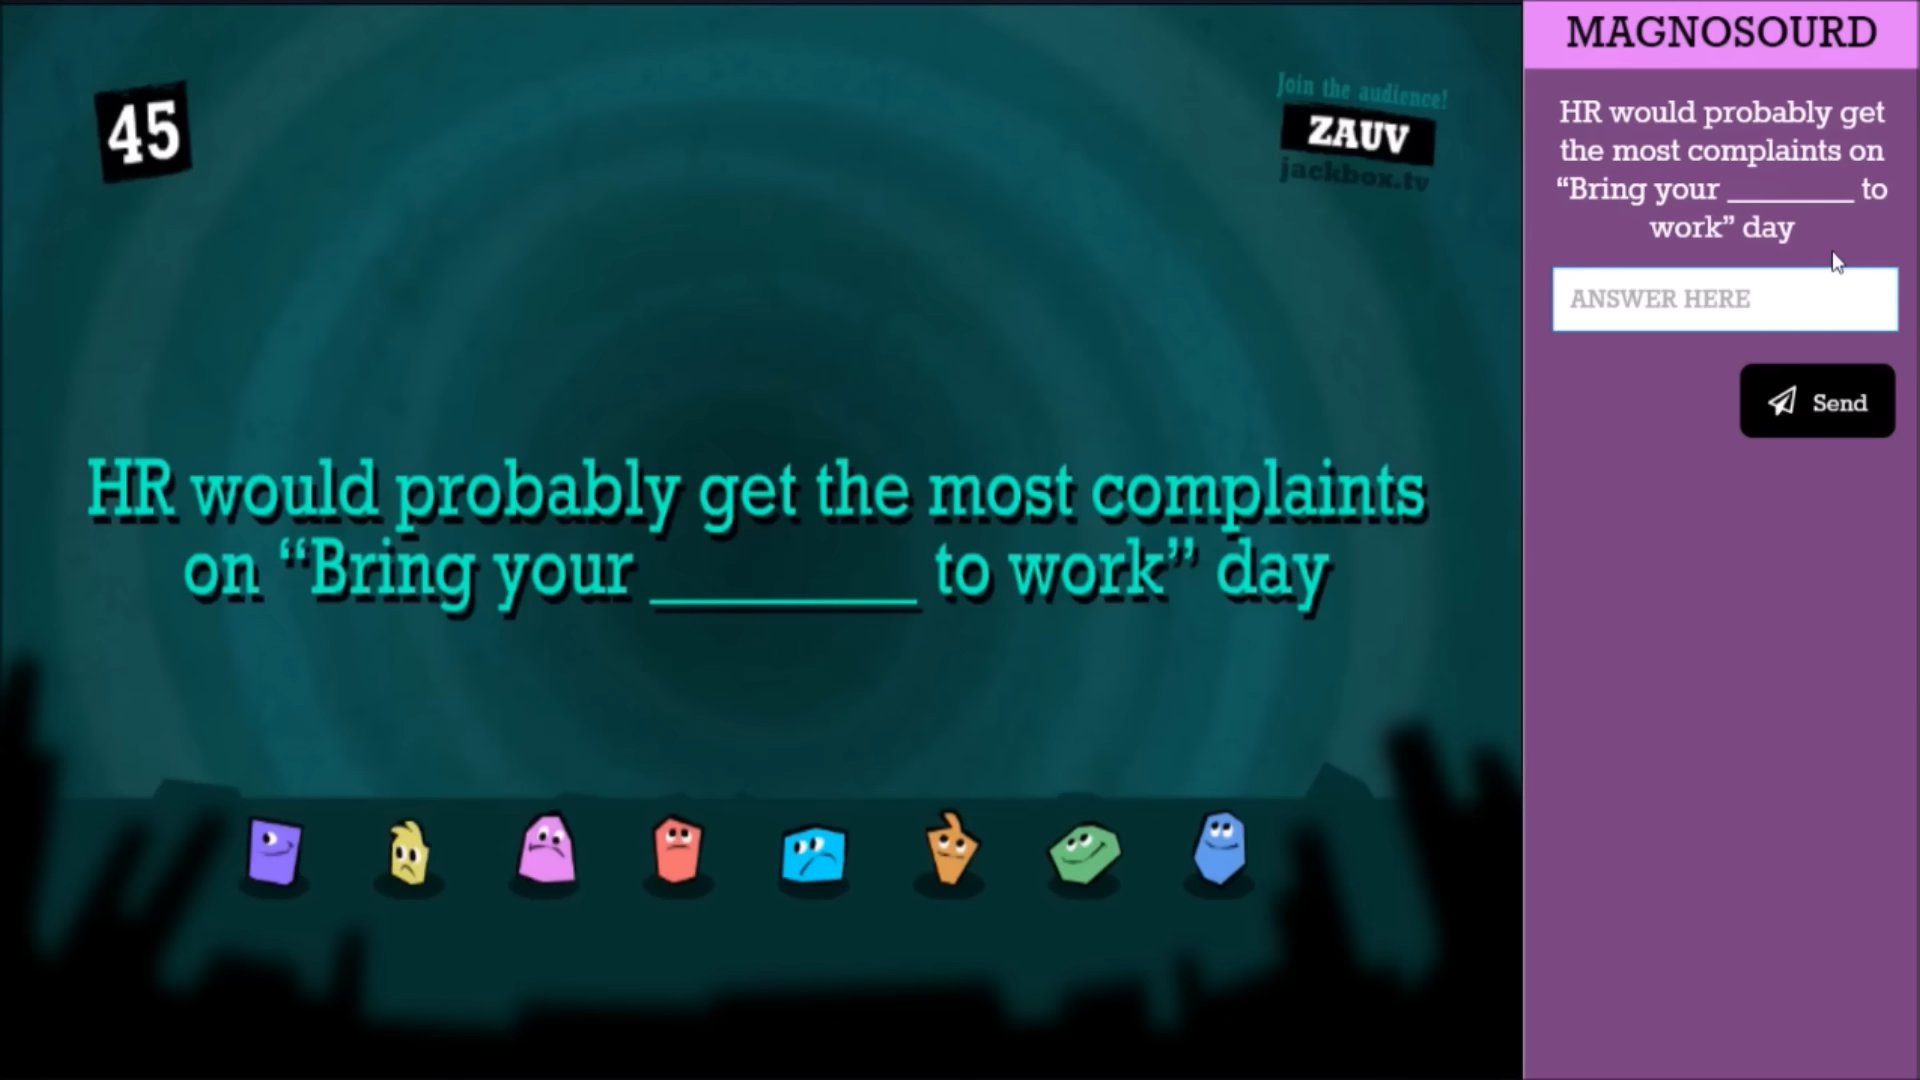 45
Join the audience!
ZAUV
jackbox.tv
HR would probably get the most complaints
on “Bring your ________ to work” day
MAGNOSOURD
HR would probably get
the most complaints on
“Bring your ________ to
work” day
ANSWER HERE
Send